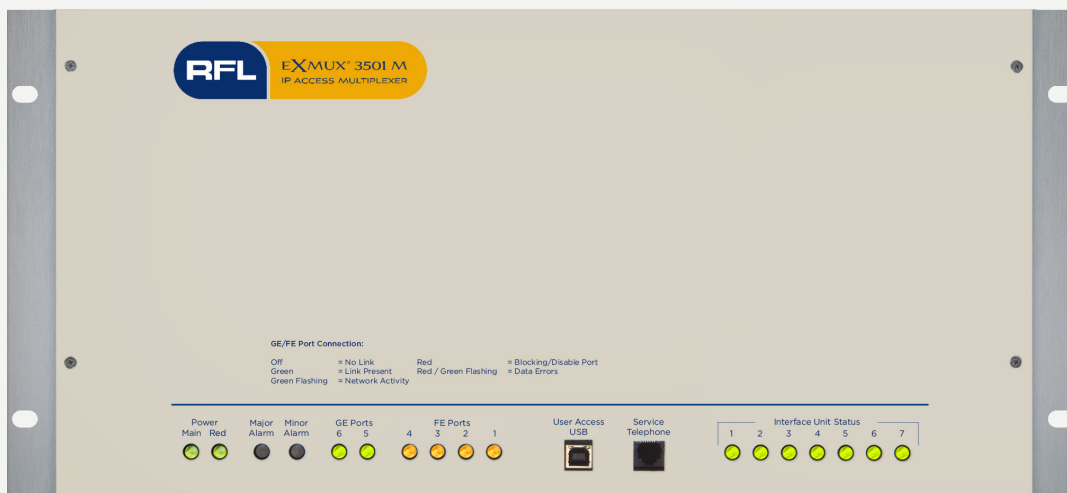 RFL
EXMUX® 3501 M
IP ACCESS MULTIPLEXER
GE/FE Port Connection:
Off = No Link Red = Blocking/Disable Port
Green = Link Present Red / Green Flashing = Data Errors
Green Flashing = Network Activity
Power Major Minor GE Ports FE Ports User Access Service Interface Unit Status
Main Red Alarm Alarm 6 5 4 3 2 1 USB Telephone 1 2 3 4 5 6 7